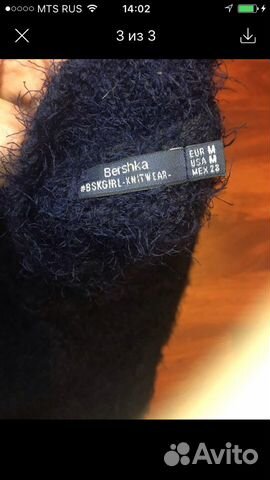 MTS RUS
14:02
3 из 3
Bershka
#BSKGIRL-KNITWEAR-
EUR M
USA M
MEX 28
Avito